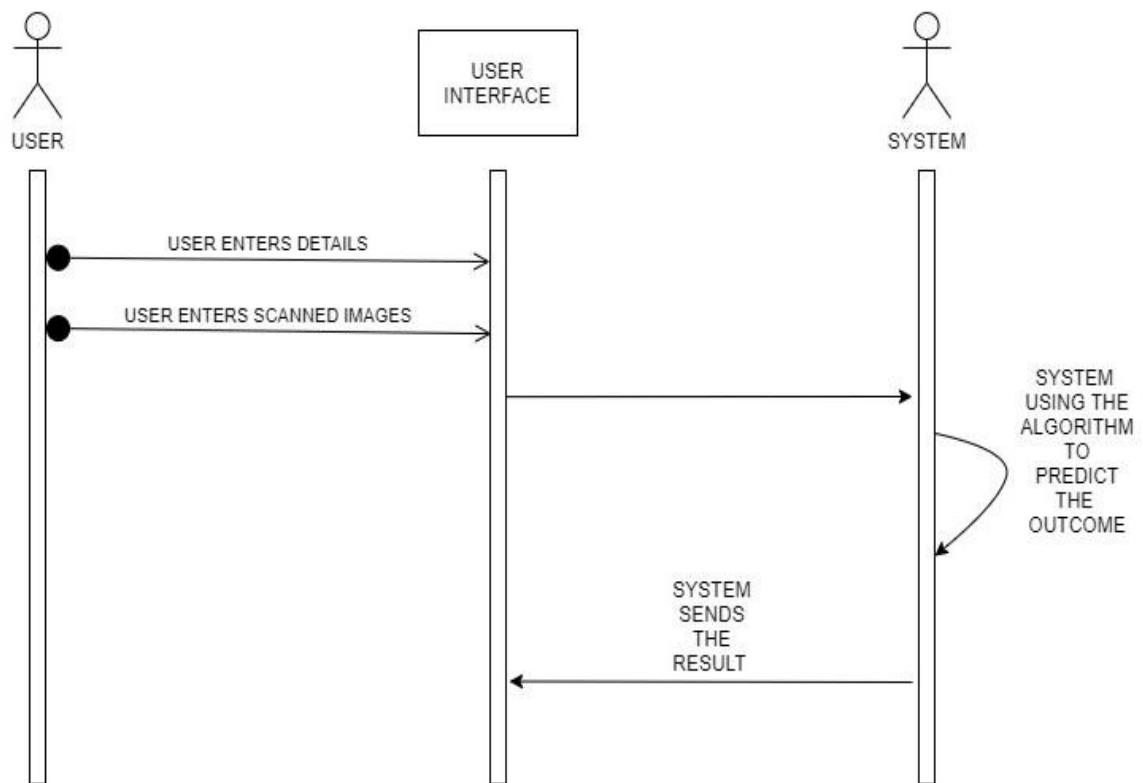 USER
INTERFACE
USER
SYSTEM
USER ENTERS DETAILS
USER ENTERS SCANNED IMAGES
SYSTEM
USING THE
ALGORITHM
TO
PREDICT
THE
OUTCOME
SYSTEM
SENDS
THE
RESULT